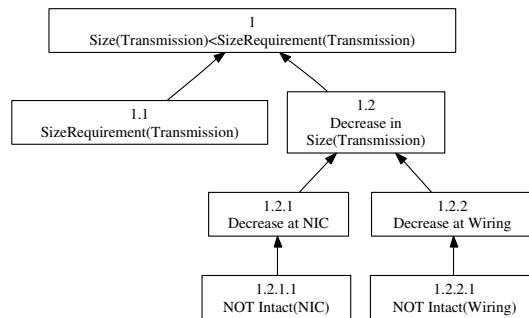 1
Size(Transmission)<SizeRequirement(Transmission)
1.1
SizeRequirement(Transmission)
1.2
Decrease in
Size(Transmission)
1.2.1
Decrease at NIC
1.2.2
Decrease at Wiring
1.2.1.1
NOT Intact(NIC)
1.2.2.1
NOT Intact(Wiring)